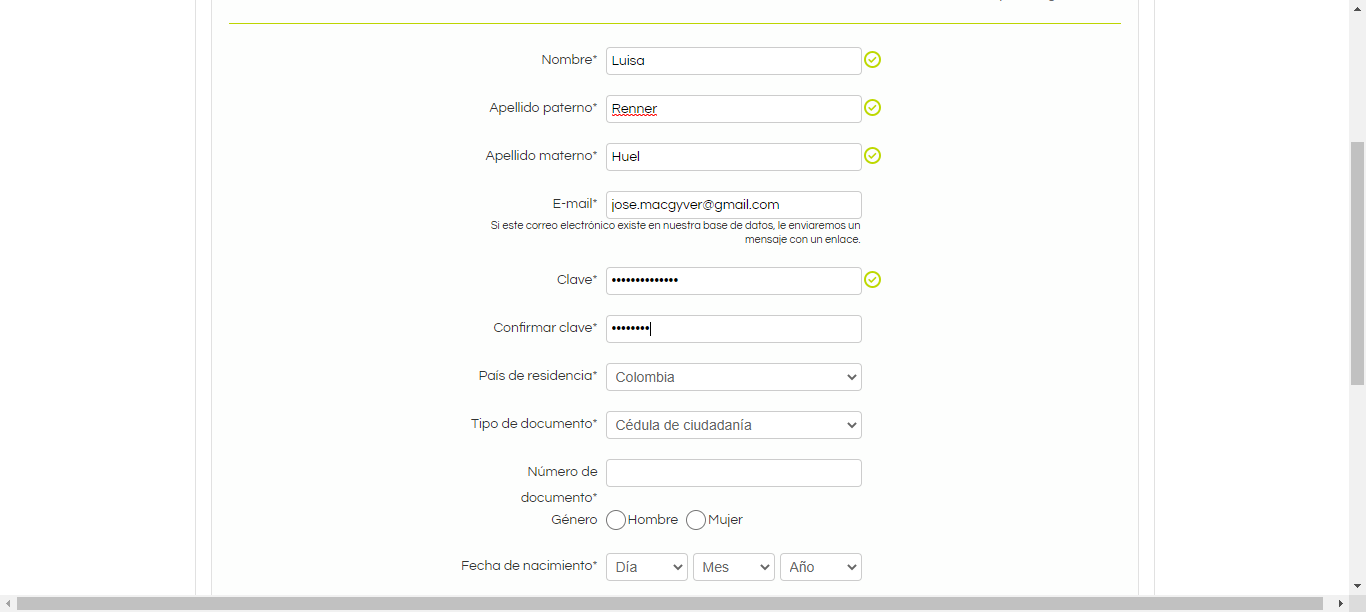 Nombre* Luisa
Apellido paterno* Renner
Apellido materno* Huel
E-mail* jose.macgyver@gmail.com
Si este correo electrónico existe en nuestra base de datos, le enviaremos un
mensaje con un enlace.
Clave* ••••••••••••••
Confirmar clave* ••••••••
País de residencia* Colombia
Tipo de documento* Cédula de ciudadanía
Número de
documento*
Género Hombre Mujer
Fecha de nacimiento* Día Mes Año